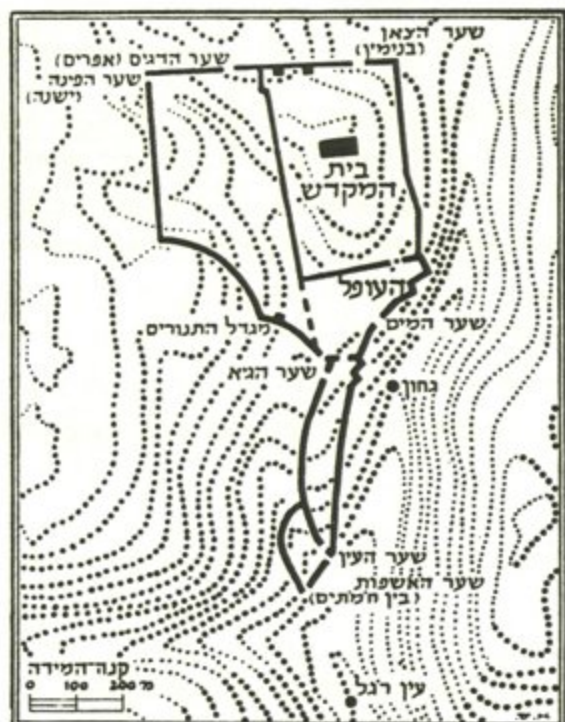 שער הצאן
(בנימין)
שער הדגים (אפרים)
שער הפינה
(ישנה)
בית
המקדש
העופל
מגדל התנורים
שער המים
שער הגיא
גחון
שער העין
שער האשפות
(בין חמתים)
קנה-המידה
0 100 200 מ'
עין רגל